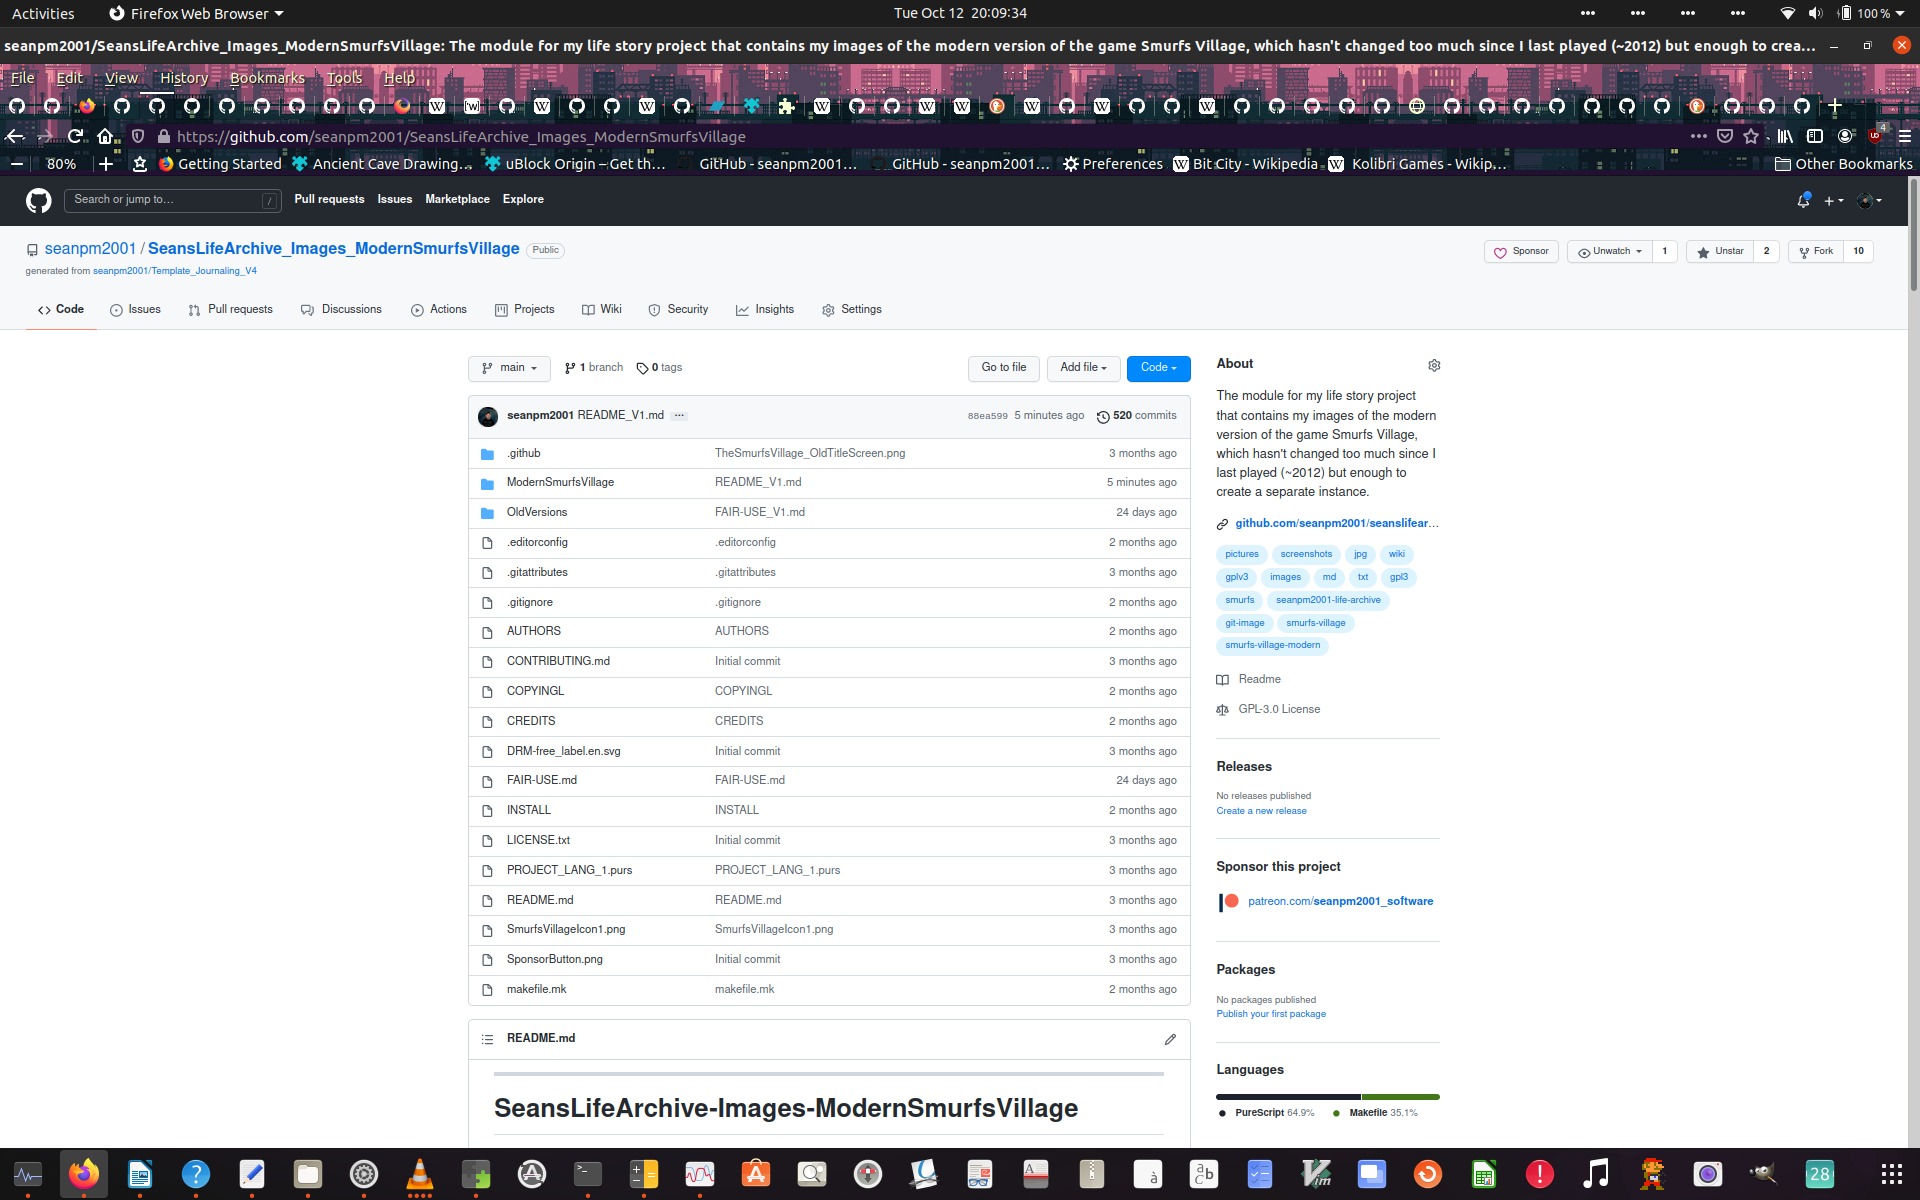 Activities
Firefox Web Browser
Tue Oct 12  20:09:34
100 %
seanpm2001/SeansLifeArchive_Images_ModernSmurfsVillage: The module for my life story project that contains my images of the modern version of the game Smurfs Village, which hasn't changed too much since I last played (~2012) but enough to crea…
File Edit View History Bookmarks Tools Help
https://github.com/seanpm2001/SeansLifeArchive_Images_ModernSmurfsVillage
4
80%
Getting Started
Ancient Cave Drawing…
uBlock Origin – Get th…
GitHub - seanpm2001…
GitHub - seanpm2001…
Preferences
Bit City - Wikipedia
Kolibri Games - Wikip…
Other Bookmarks
Search or jump to…
/
Pull requests Issues Marketplace Explore
seanpm2001 / SeansLifeArchive_Images_ModernSmurfsVillage Public
generated from seanpm2001/Template_Journaling_V4
Sponsor
Unwatch 1
Unstar 2
Fork 10
Code
Issues
Pull requests
Discussions
Actions
Projects
Wiki
Security
Insights
Settings
main
1 branch
0 tags
Go to file
Add file
Code
seanpm2001 README_V1.md ...
88ea599 5 minutes ago 520 commits
.github TheSmurfsVillage_OldTitleScreen.png 3 months ago
ModernSmurfsVillage README_V1.md 5 minutes ago
OldVersions FAIR-USE_V1.md 24 days ago
.editorconfig .editorconfig 2 months ago
.gitattributes .gitattributes 3 months ago
.gitignore .gitignore 2 months ago
AUTHORS AUTHORS 2 months ago
CONTRIBUTING.md Initial commit 3 months ago
COPYINGL COPYINGL 2 months ago
CREDITS CREDITS 2 months ago
DRM-free_label.en.svg Initial commit 3 months ago
FAIR-USE.md FAIR-USE.md 24 days ago
INSTALL INSTALL 2 months ago
LICENSE.txt Initial commit 3 months ago
PROJECT_LANG_1.purs PROJECT_LANG_1.purs 3 months ago
README.md README.md 3 months ago
SmurfsVillageIcon1.png SmurfsVillageIcon1.png 3 months ago
SponsorButton.png Initial commit 3 months ago
makefile.mk makefile.mk 2 months ago
README.md
SeansLifeArchive-Images-ModernSmurfsVillage
About
The module for my life story project
that contains my images of the modern
version of the game Smurfs Village,
which hasn't changed too much since I
last played (~2012) but enough to
create a separate instance.
github.com/seanpm2001/seanslifear…
pictures screenshots jpg wiki
gplv3 images md txt gpl3
smurfs seanpm2001-life-archive
git-image smurfs-village
smurfs-village-modern
Readme
GPL-3.0 License
Releases
No releases published
Create a new release
Sponsor this project
patreon.com/seanpm2001_software
Packages
No packages published
Publish your first package
Languages
PureScript 64.9% Makefile 35.1%
28